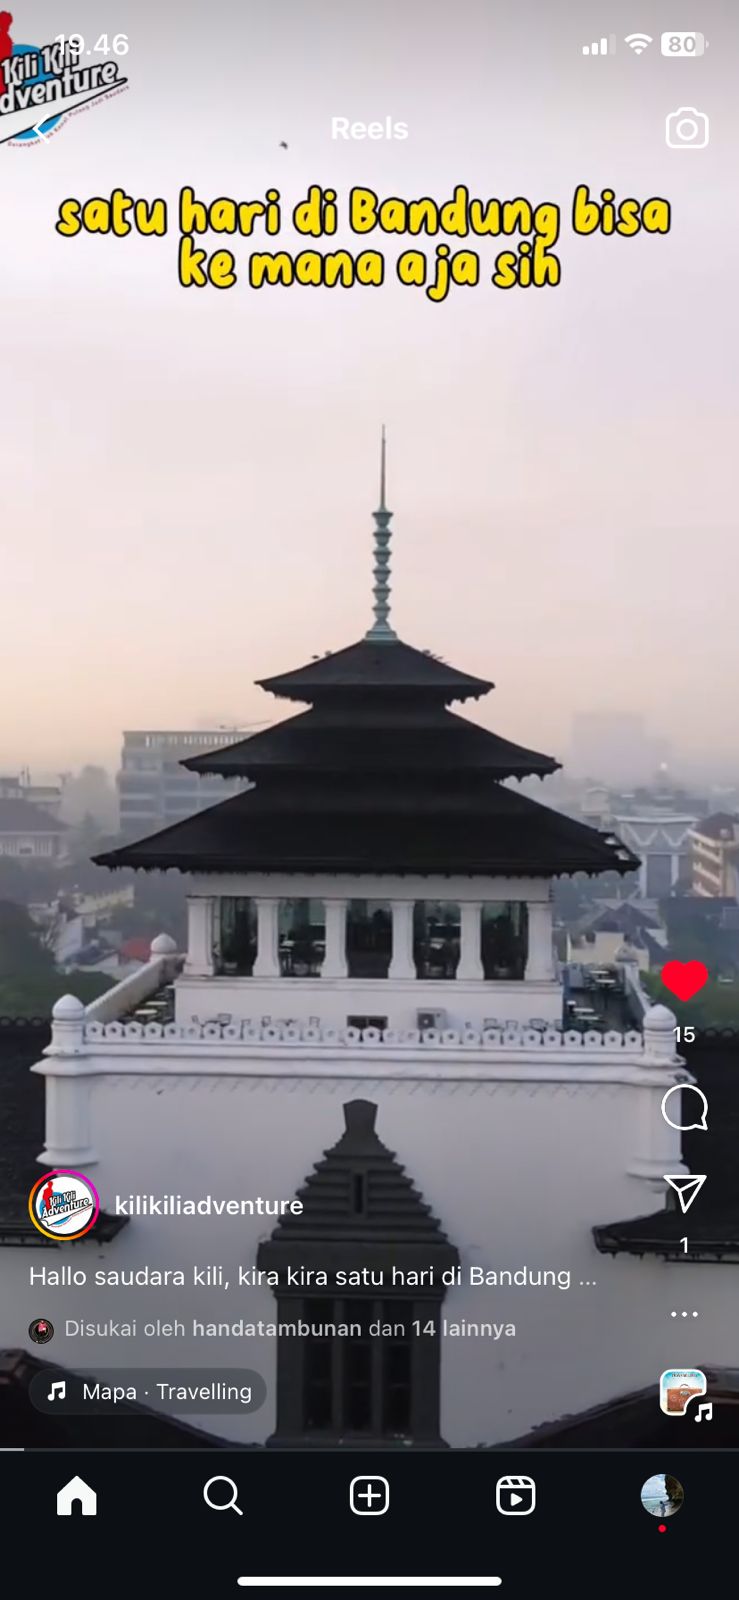 19.46
80
Kili Kili
Adventure
Reels
satu hari di Bandung bisa
ke mana aja sih
15
1
kilikiliadventure
Hallo saudara kili, kira kira satu hari di Bandung ...
Disukai oleh handatambunan dan 14 lainnya
Mapa · Travelling